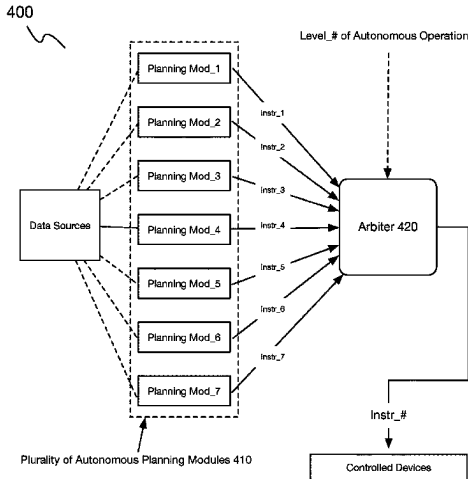 400
Level_# of Autonomous Operation
Planning Mod_1
Planning Mod_2
Planning Mod_3
Planning Mod_4
Planning Mod_5
Planning Mod_6
Planning Mod_7
Data Sources
Instr_1
Instr_2
Instr_3
Instr_4
Instr_5
Instr_6
Instr_7
Arbiter 420
Instr_#
Plurality of Autonomous Planning Modules 410
Controlled Devices